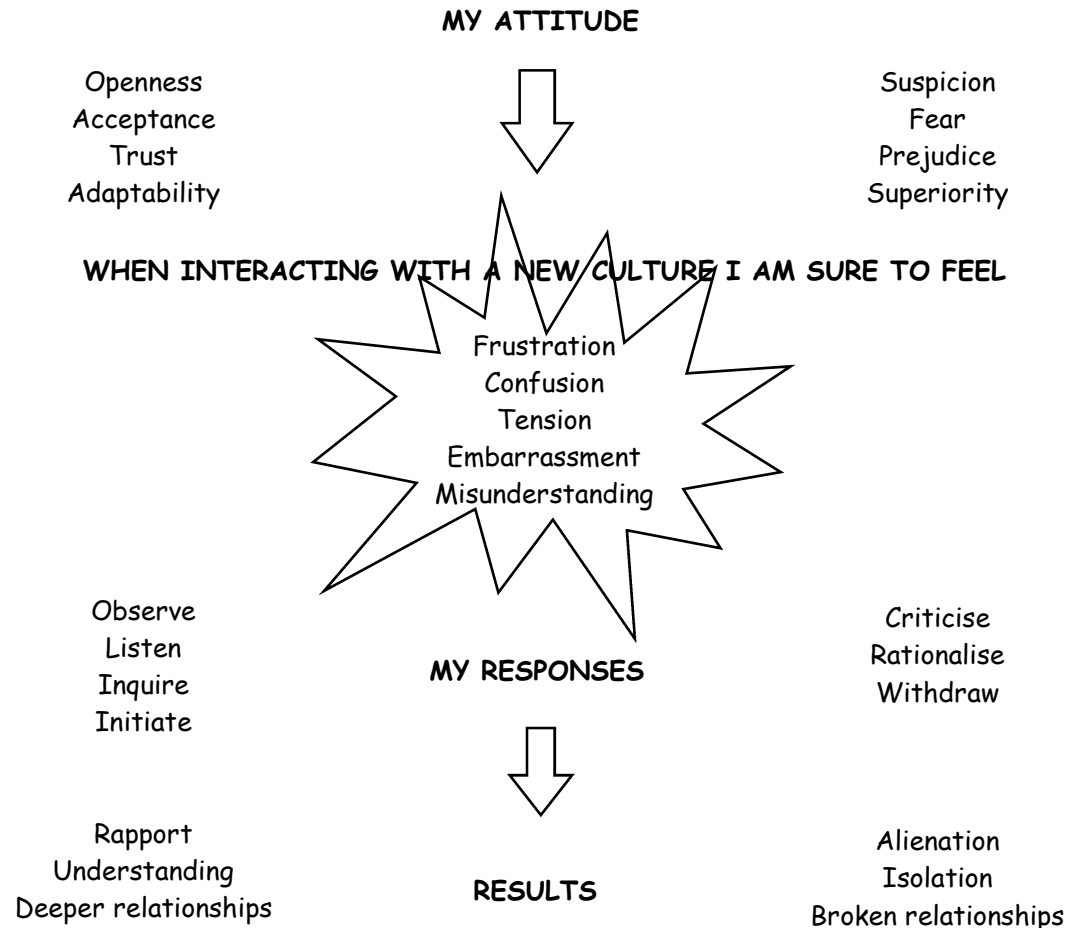 MY ATTITUDE
Openness
Acceptance
Trust
Adaptability
Suspicion
Fear
Prejudice
Superiority
WHEN INTERACTING WITH A NEW CULTURE I AM SURE TO FEEL
Frustration
Confusion
Tension
Embarrassment
Misunderstanding
Observe
Listen
Inquire
Initiate
MY RESPONSES
Criticise
Rationalise
Withdraw
Rapport
Understanding
Deeper relationships
RESULTS
Alienation
Isolation
Broken relationships